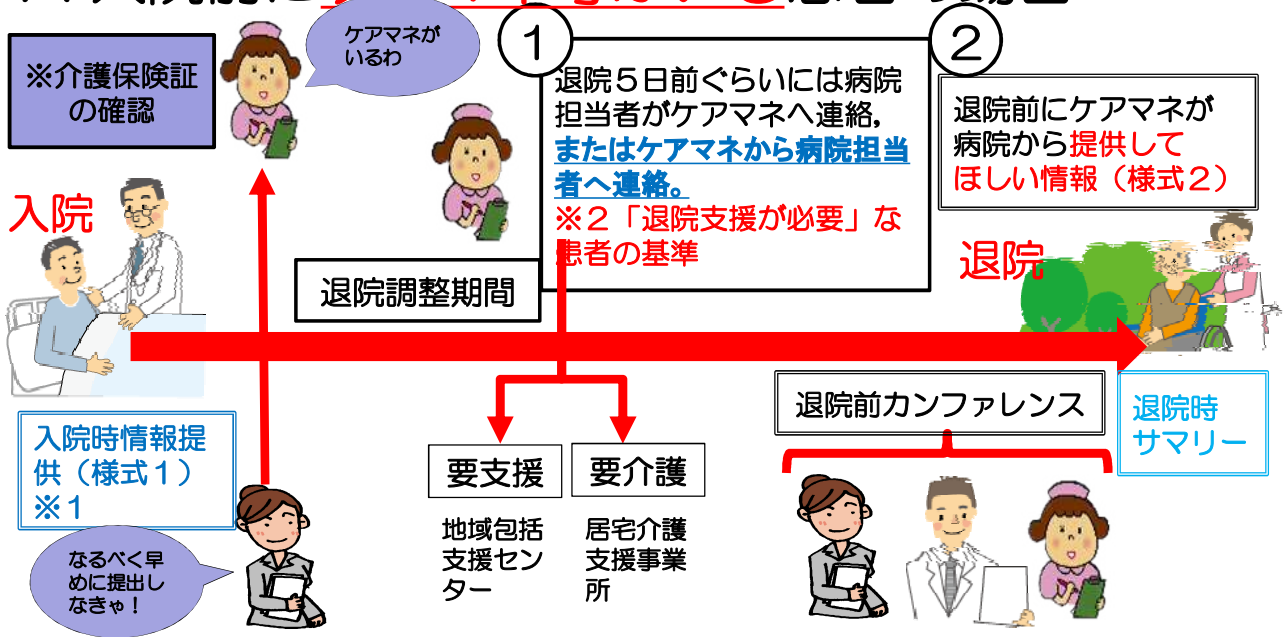 ※介護保険証
の確認
ケアマネが
いるわ
①
退院５日前ぐらいには病院
担当者がケアマネへ連絡,
またはケアマネから病院担当
者へ連絡。
※２「退院支援が必要」な
患者の基準
②
退院前にケアマネが
病院から提供して
ほしい情報（様式２）
入院
退院調整期間
退院
入院時情報提
供（様式１）
※１
なるべく早
めに提出し
なきゃ！
要支援
地域包括
支援セン
ター
要介護
居宅介護
支援事業
所
退院前カンファレンス
退院時
サマリー